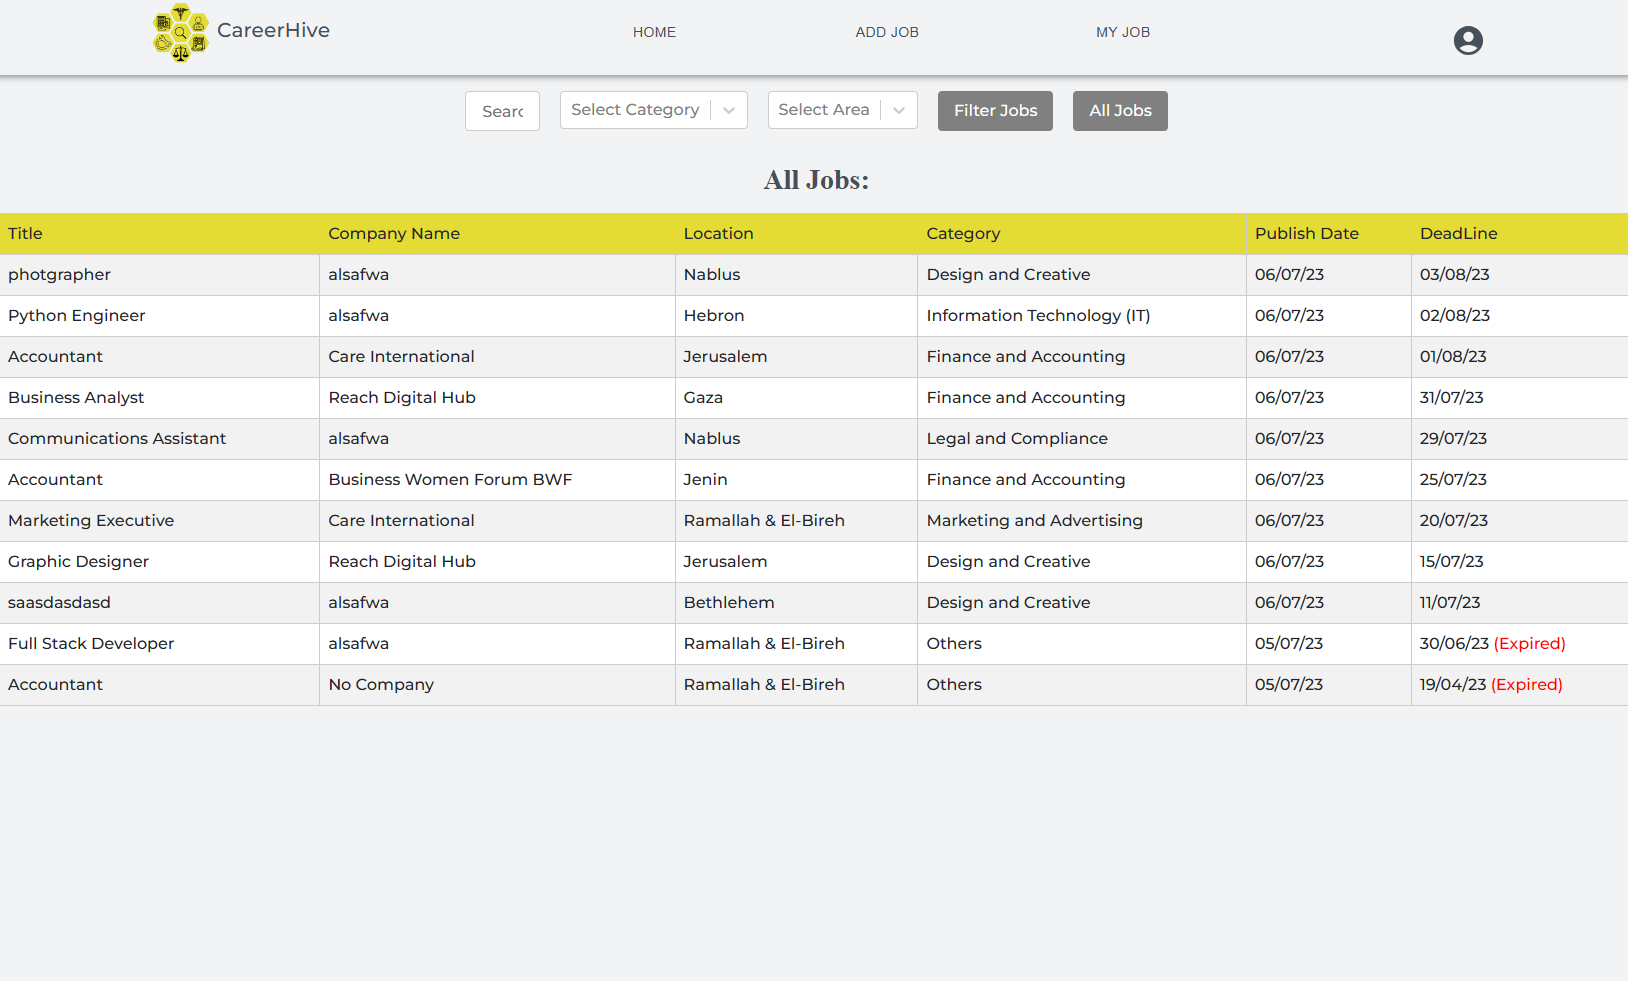 CareerHive HOME ADD JOB MY JOB
Searc Select Category Select Area Filter Jobs All Jobs
All Jobs:
Title Company Name Location Category Publish Date DeadLine
photgrapher alsafwa Nablus Design and Creative 06/07/23 03/08/23
Python Engineer alsafwa Hebron Information Technology (IT) 06/07/23 02/08/23
Accountant Care International Jerusalem Finance and Accounting 06/07/23 01/08/23
Business Analyst Reach Digital Hub Gaza Finance and Accounting 06/07/23 31/07/23
Communications Assistant alsafwa Nablus Legal and Compliance 06/07/23 29/07/23
Accountant Business Women Forum BWF Jenin Finance and Accounting 06/07/23 25/07/23
Marketing Executive Care International Ramallah & El-Bireh Marketing and Advertising 06/07/23 20/07/23
Graphic Designer Reach Digital Hub Jerusalem Design and Creative 06/07/23 15/07/23
saasdasdasd alsafwa Bethlehem Design and Creative 06/07/23 11/07/23
Full Stack Developer alsafwa Ramallah & El-Bireh Others 05/07/23 30/06/23 (Expired)
Accountant No Company Ramallah & El-Bireh Others 05/07/23 19/04/23 (Expired)